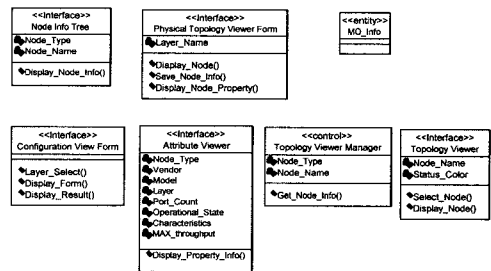 <<Interface>>
Node Info Tree
Node_Type
Node_Name
Display_Node_Info()
<<Interface>>
Physical Topology Viewer Form
Layer_Name
Display_Node()
Save_Node_Info()
Display_Node_Property()
<<entity>>
MO_Info
<<Interface>>
Configuration View Form
Layer_Select()
Display_Form()
Display_Result()
<<Interface>>
Attribute Viewer
Node_Type
Vendor
Model
Layer
Port_Count
Operational_State
Characteristics
MAX_throughput
Display_Property_Info()
<<control>>
Topology Viewer Manager
Node_Type
Node_Name
Get_Node_Info()
<<Interface>>
Topology Viewer
Node_Name
Status_Color
Select_Node()
Display_Node()